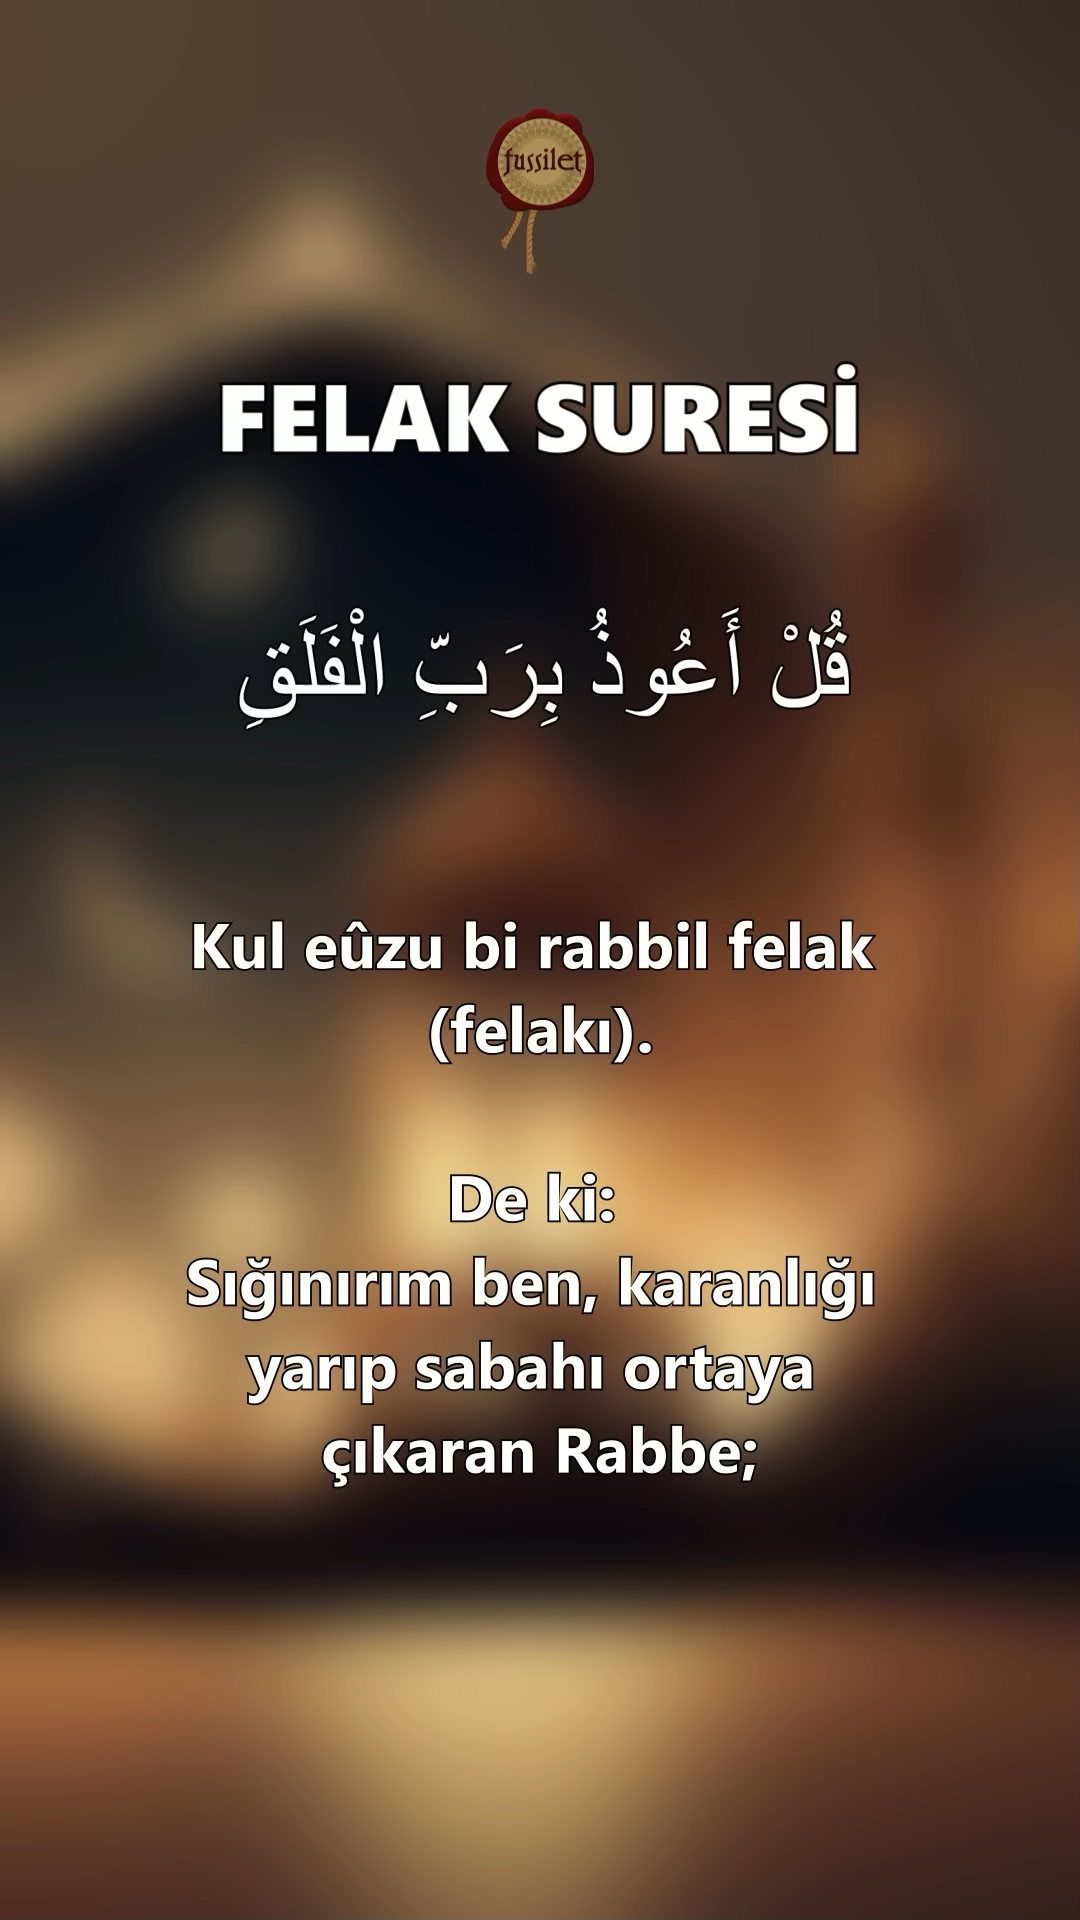 fussilet
FELAK SURESİ
قُلْ أَعُوذُ بِرَبِّ الْفَلَقِ
Kul eûzu bi rabbil felak
(felakı).
De ki:
Sığınırım ben, karanlığı
yarıp sabahı ortaya
çıkaran Rabbe;